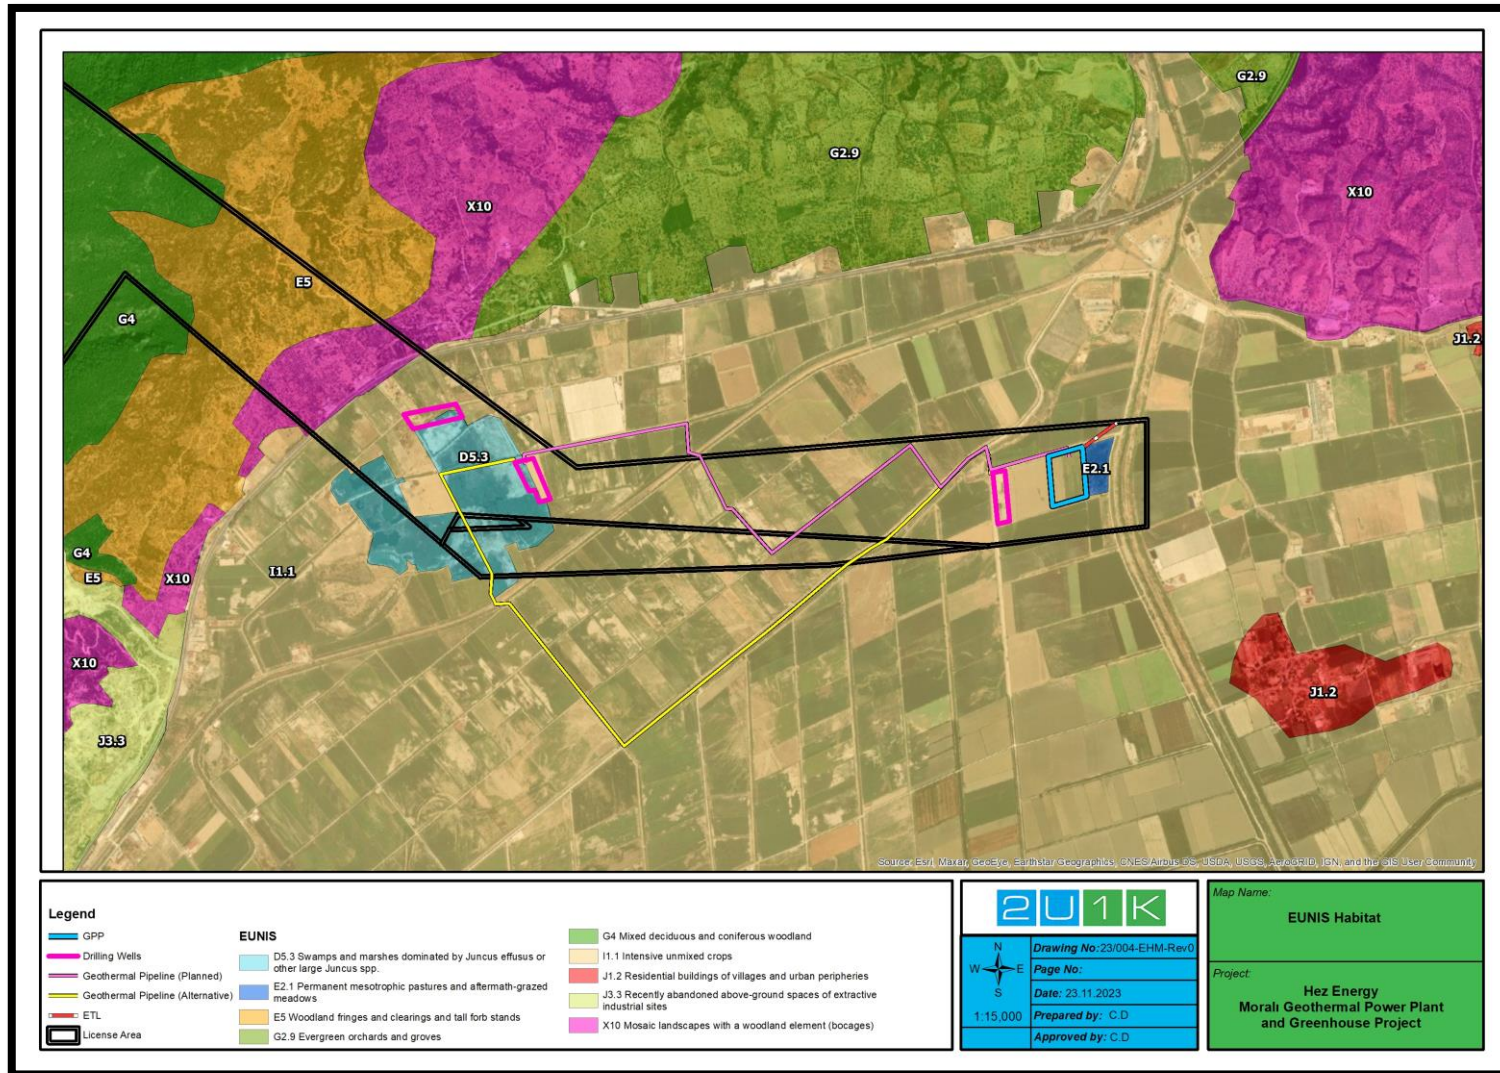 G2.9
G2.9
X10
X10
E5
G4
J1.2
D5.3
E2.1
G4
E5
X10
I1.1
X10
J3.3
J1.2
Source: Esri, Maxar, GeoEye, Earthstar Geographics, CNES/Airbus DS, USDA, USGS, AeroGRID, IGN, and the GIS User Community
Legend
GPP
Drilling Wells
Geothermal Pipeline (Planned)
Geothermal Pipeline (Alternative)
ETL
License Area
EUNIS
D5.3 Swamps and marshes dominated by Juncus effusus or
other large Juncus spp.
E2.1 Permanent mesotrophic pastures and aftermath-grazed
meadows
E5 Woodland fringes and clearings and tall forb stands
G2.9 Evergreen orchards and groves
G4 Mixed deciduous and coniferous woodland
I1.1 Intensive unmixed crops
J1.2 Residential buildings of villages and urban peripheries
J3.3 Recently abandoned above-ground spaces of extractive
industrial sites
X10 Mosaic landscapes with a woodland element (bocages)
2U1K
N
W E
S
1:15,000
Drawing No:23/004-EHM-Rev0
Page No:
Date: 23.11.2023
Prepared by: C.D
Approved by: C.D
Map Name:
EUNIS Habitat
Project:
Hez Energy
Moralı Geothermal Power Plant
and Greenhouse Project